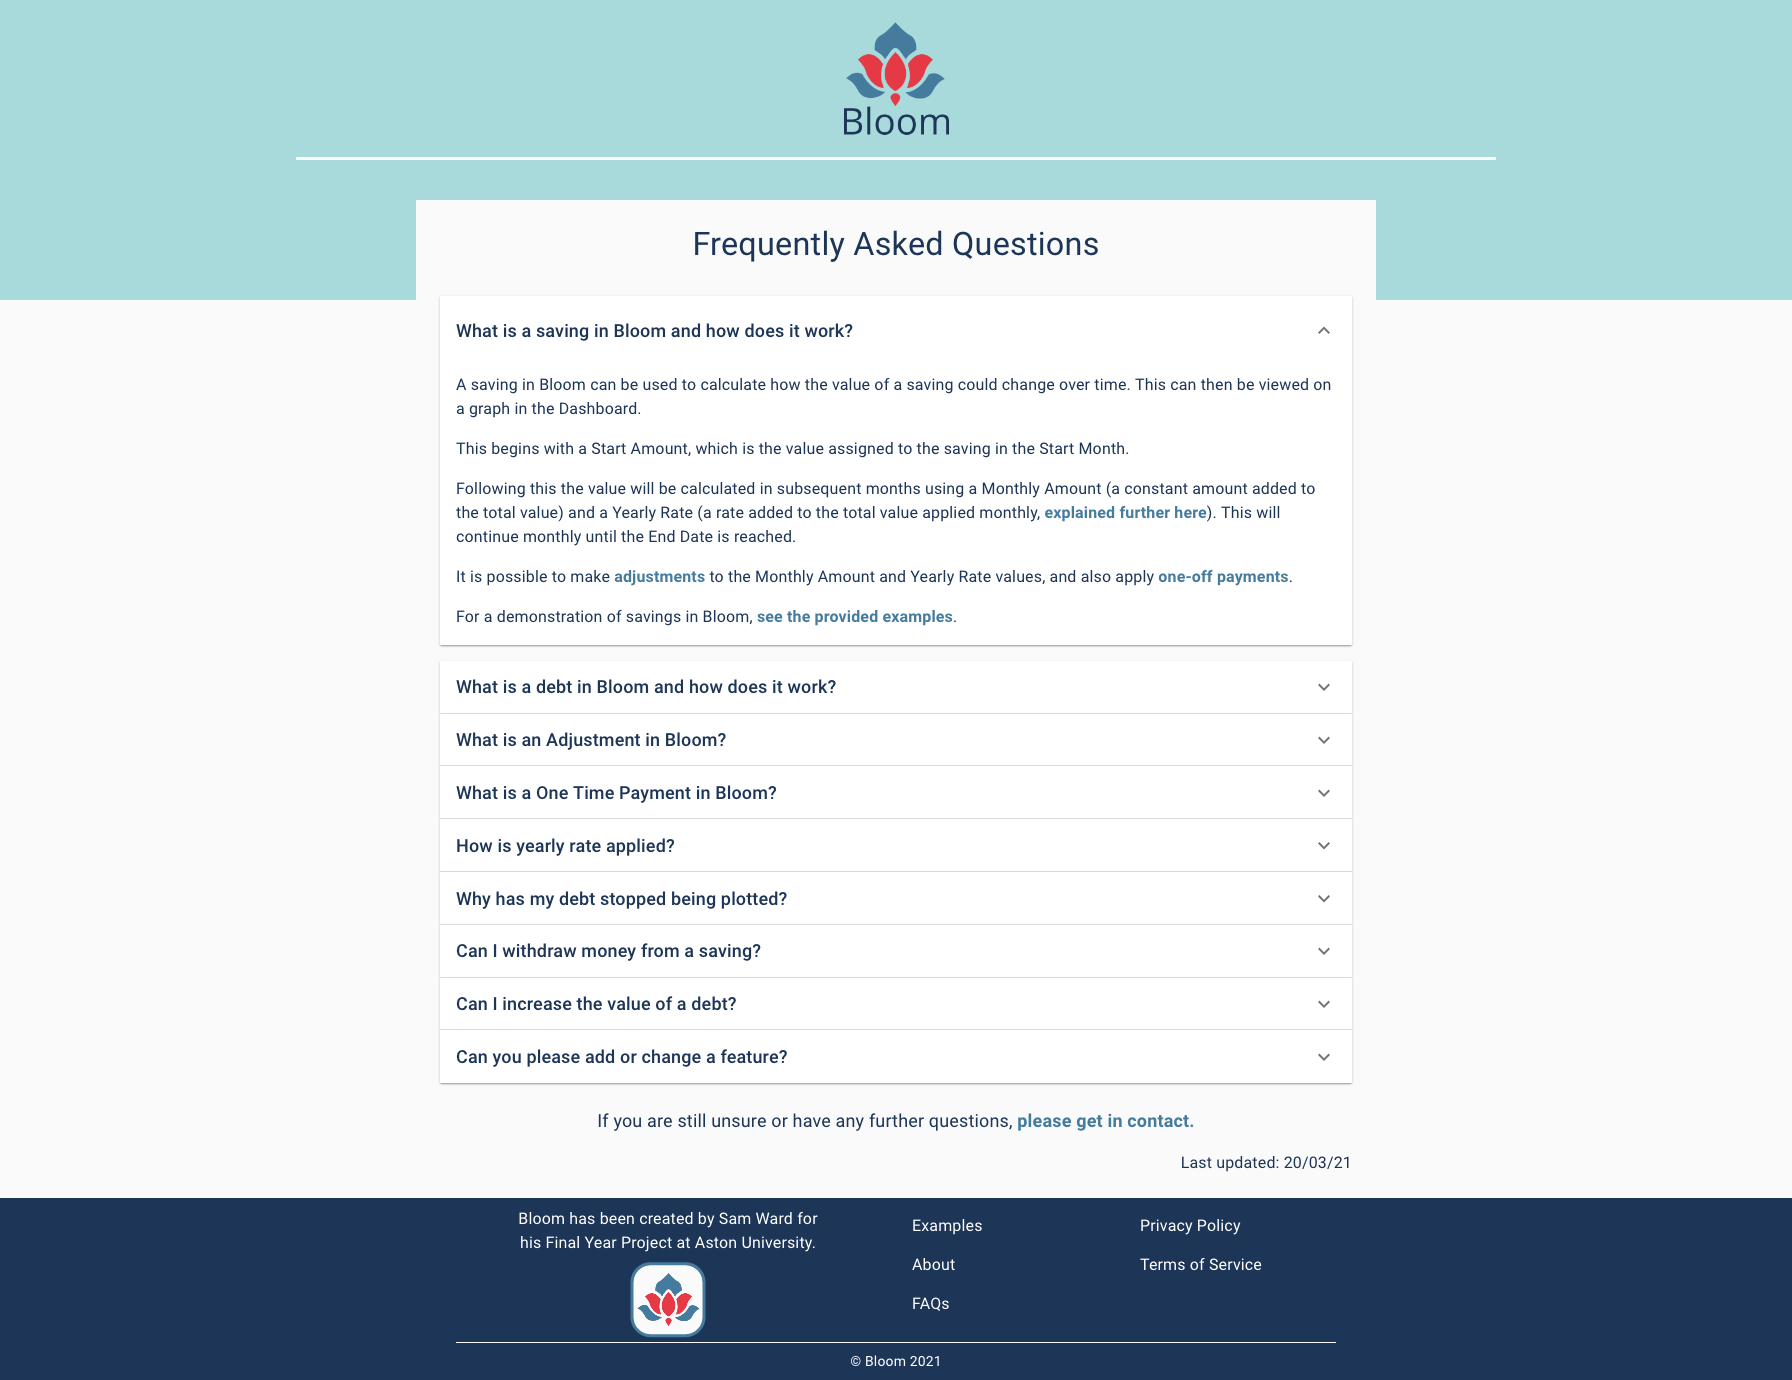 Bloom
Frequently Asked Questions
What is a saving in Bloom and how does it work?
A saving in Bloom can be used to calculate how the value of a saving could change over time. This can then be viewed on
a graph in the Dashboard.
This begins with a Start Amount, which is the value assigned to the saving in the Start Month.
Following this the value will be calculated in subsequent months using a Monthly Amount (a constant amount added to
the total value) and a Yearly Rate (a rate added to the total value applied monthly, explained further here). This will
continue monthly until the End Date is reached.
It is possible to make adjustments to the Monthly Amount and Yearly Rate values, and also apply one-off payments.
For a demonstration of savings in Bloom, see the provided examples.
What is a debt in Bloom and how does it work?
What is an Adjustment in Bloom?
What is a One Time Payment in Bloom?
How is yearly rate applied?
Why has my debt stopped being plotted?
Can I withdraw money from a saving?
Can I increase the value of a debt?
Can you please add or change a feature?
If you are still unsure or have any further questions, please get in contact.
Last updated: 20/03/21
Bloom has been created by Sam Ward for
his Final Year Project at Aston University.
Examples
About
FAQs
Privacy Policy
Terms of Service
© Bloom 2021